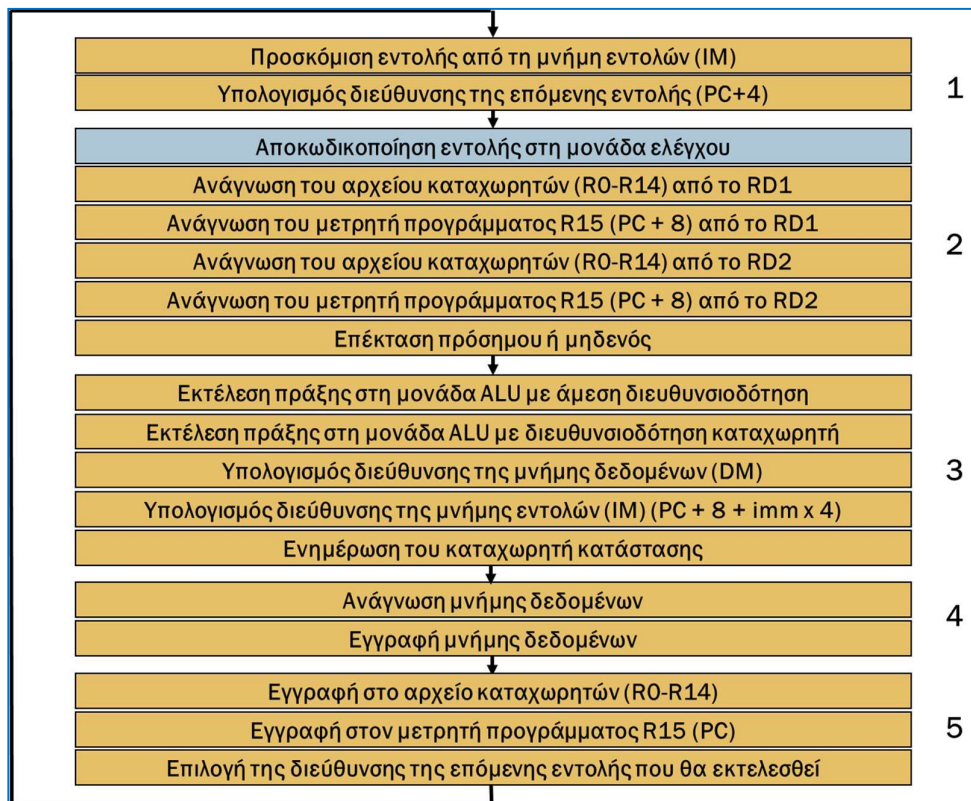 Προσκόμιση εντολής από τη μνήμη εντολών (IM)
Υπολογισμός διεύθυνσης της επόμενης εντολής (PC+4)
1
Αποκωδικοποίηση εντολής στη μονάδα ελέγχου
Ανάγνωση του αρχείου καταχωρητών (R0-R14) από το RD1
Ανάγνωση του μετρητή προγράμματος R15 (PC + 8) από το RD1
Ανάγνωση του αρχείου καταχωρητών (R0-R14) από το RD2
Ανάγνωση του μετρητή προγράμματος R15 (PC + 8) από το RD2
Επέκταση πρόσημου ή μηδενός
2
Εκτέλεση πράξης στη μονάδα ALU με άμεση διευθυνσιοδότηση
Εκτέλεση πράξης στη μονάδα ALU με διευθυνσιοδότηση καταχωρητή
Υπολογισμός διεύθυνσης της μνήμης δεδομένων (DM)
Υπολογισμός διεύθυνσης της μνήμης εντολών (IM) (PC + 8 + imm x 4)
Ενημέρωση του καταχωρητή κατάστασης
3
Ανάγνωση μνήμης δεδομένων
Εγγραφή μνήμης δεδομένων
4
Εγγραφή στο αρχείο καταχωρητών (R0-R14)
Εγγραφή στον μετρητή προγράμματος R15 (PC)
Επιλογή της διεύθυνσης της επόμενης εντολής που θα εκτελεσθεί
5